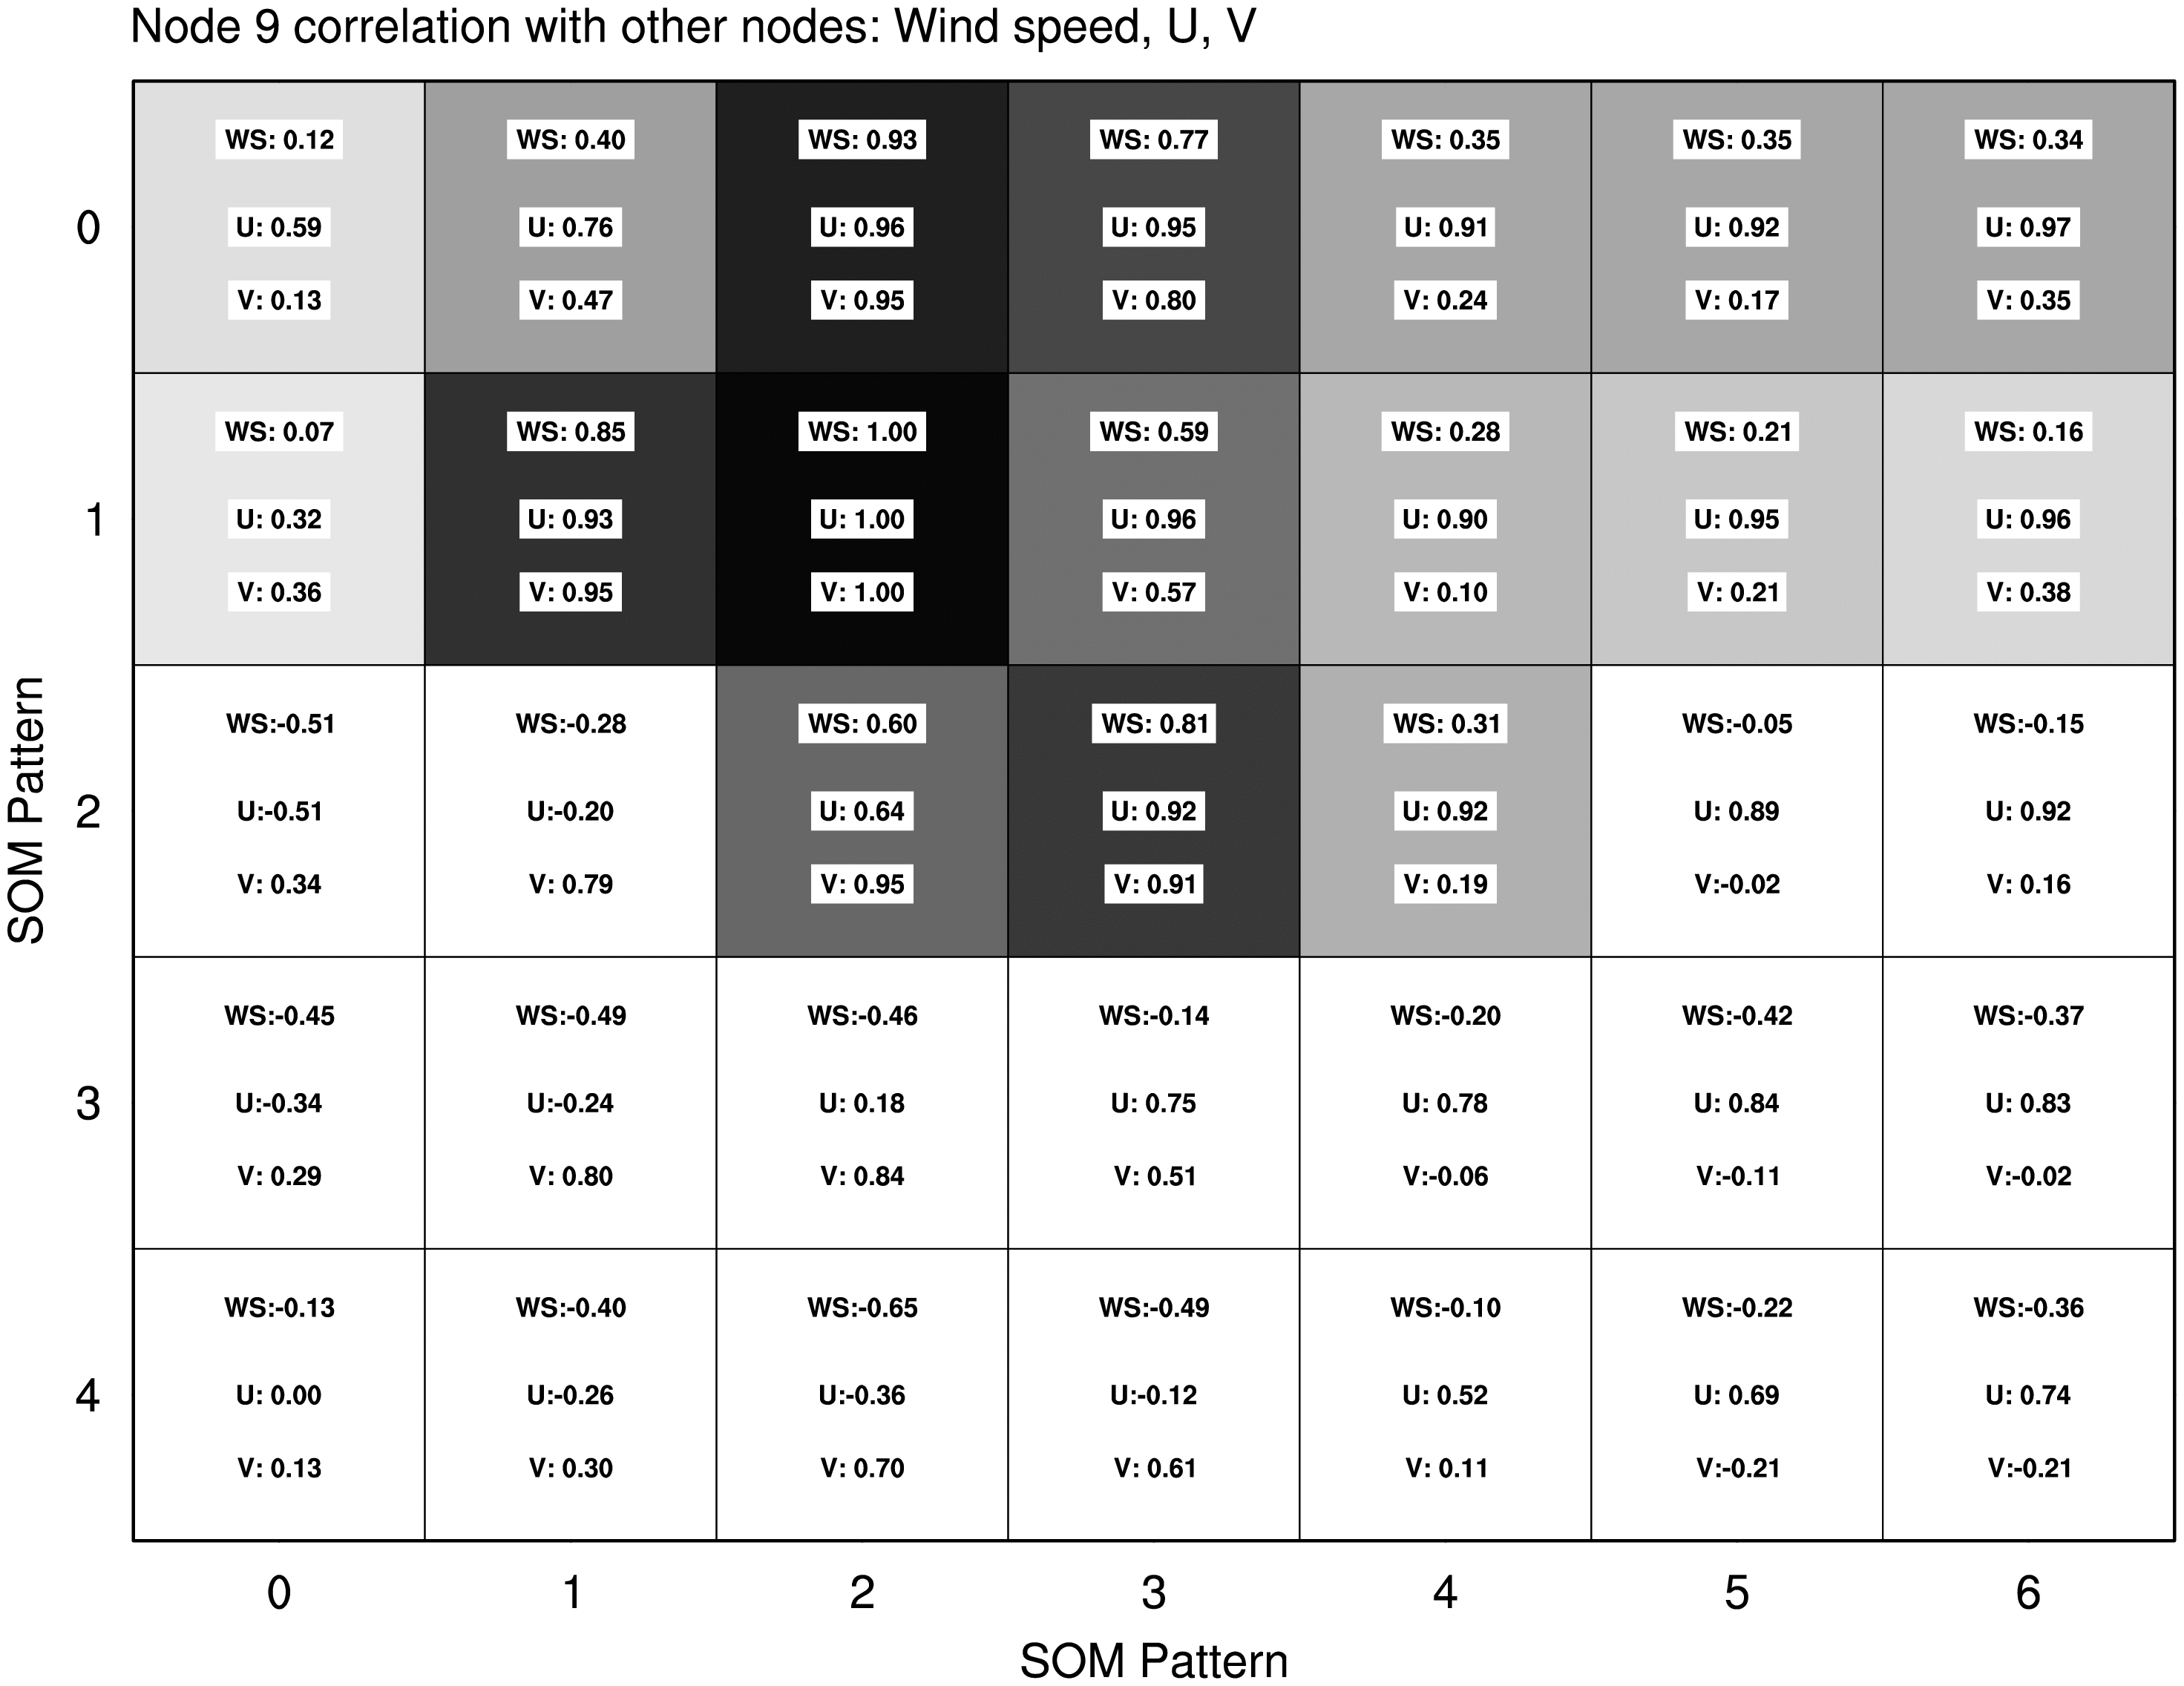 Node 9 correlation with other nodes: Wind speed, U, V
WS: 0.12 WS: 0.40 WS: 0.93 WS: 0.77 WS: 0.35 WS: 0.35 WS: 0.34
0 U: 0.59 U: 0.76 U: 0.96 U: 0.95 U: 0.91 U: 0.92 U: 0.97
V: 0.13 V: 0.47 V: 0.95 V: 0.80 V: 0.24 V: 0.17 V: 0.35
WS: 0.07 WS: 0.85 WS: 1.00 WS: 0.59 WS: 0.28 WS: 0.21 WS: 0.16
1 U: 0.32 U: 0.93 U: 1.00 U: 0.96 U: 0.90 U: 0.95 U: 0.96
V: 0.36 V: 0.95 V: 1.00 V: 0.57 V: 0.10 V: 0.21 V: 0.38
SOM Pattern
WS:-0.51 WS:-0.28 WS: 0.60 WS: 0.81 WS: 0.31 WS:-0.05 WS:-0.15
2 U:-0.51 U:-0.20 U: 0.64 U: 0.92 U: 0.92 U: 0.89 U: 0.92
V: 0.34 V: 0.79 V: 0.95 V: 0.91 V: 0.19 V:-0.02 V: 0.16
WS:-0.45 WS:-0.49 WS:-0.46 WS:-0.14 WS:-0.20 WS:-0.42 WS:-0.37
3 U:-0.34 U:-0.24 U: 0.18 U: 0.75 U: 0.78 U: 0.84 U: 0.83
V: 0.29 V: 0.80 V: 0.84 V: 0.51 V:-0.06 V:-0.11 V:-0.02
WS:-0.13 WS:-0.40 WS:-0.65 WS:-0.49 WS:-0.10 WS:-0.22 WS:-0.36
4 U: 0.00 U:-0.26 U:-0.36 U:-0.12 U: 0.52 U: 0.69 U: 0.74
V: 0.13 V: 0.30 V: 0.70 V: 0.61 V: 0.11 V:-0.21 V:-0.21
0 1 2 3 4 5 6
SOM Pattern